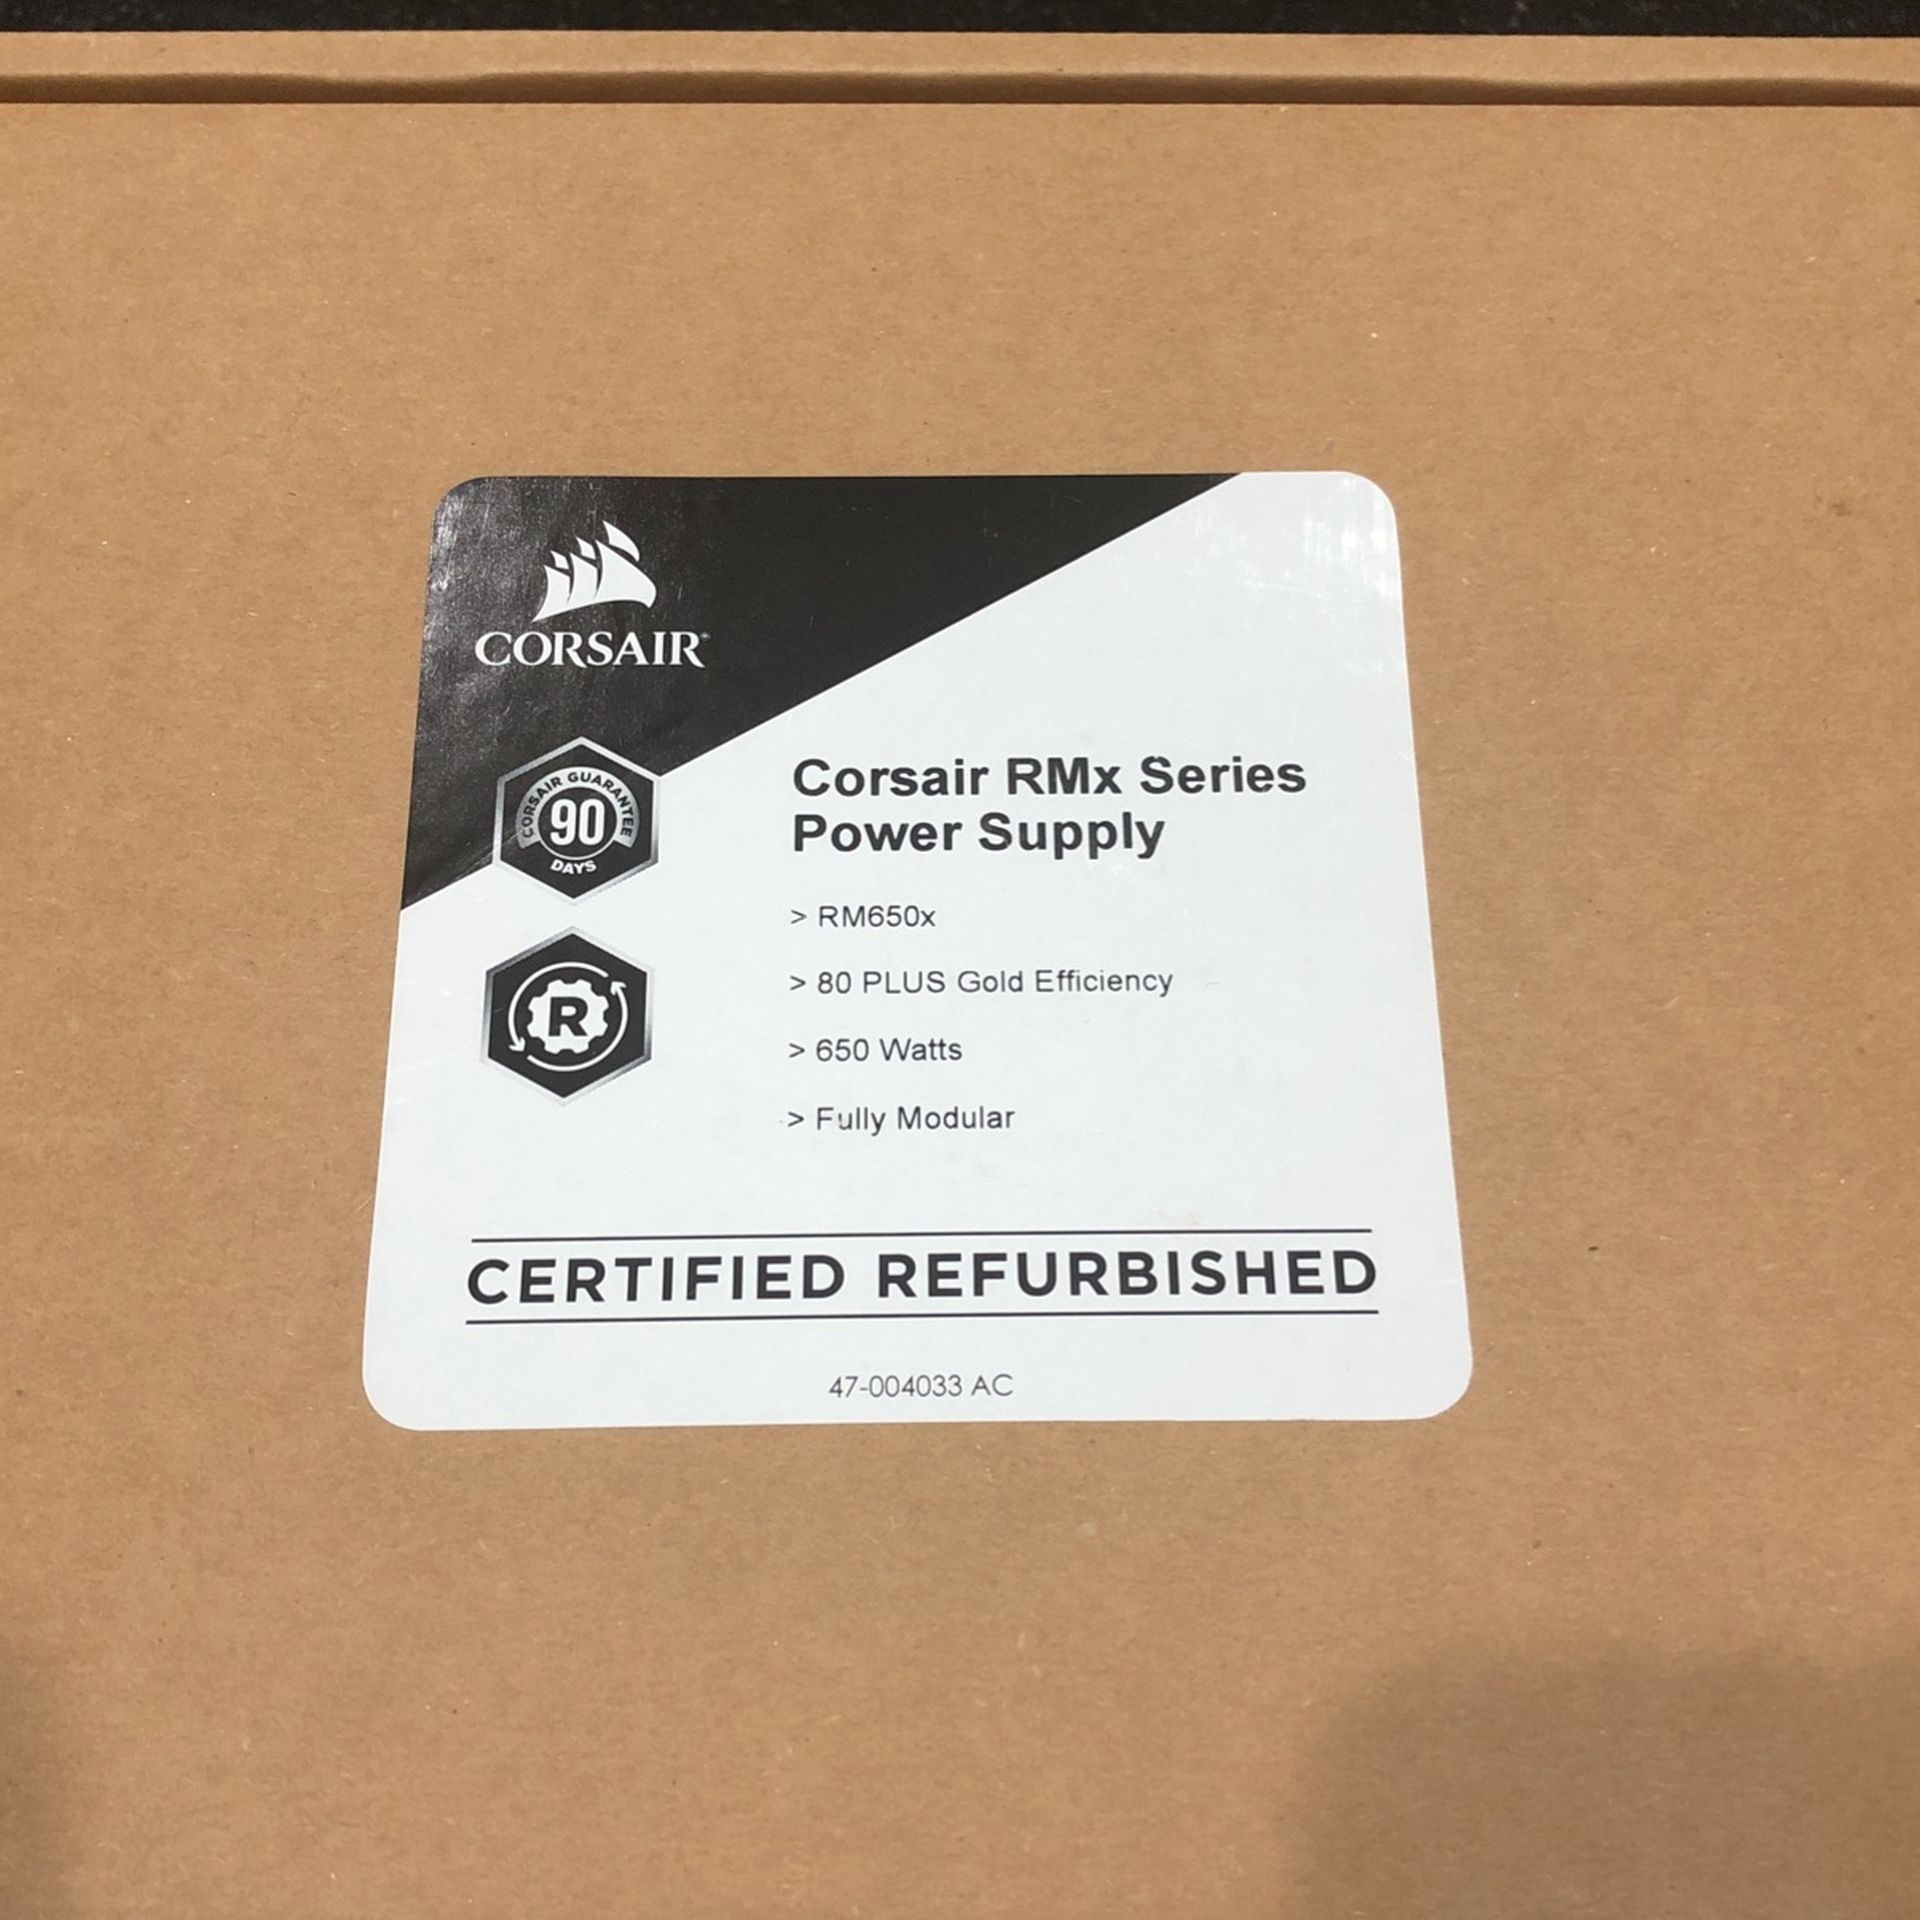 CORSAIR
CORSAIR GUARANTEE
90
DAYS
R
Corsair RMx Series
Power Supply
> RM650x
> 80 PLUS Gold Efficiency
> 650 Watts
> Fully Modular
CERTIFIED REFURBISHED
47-004033 AC